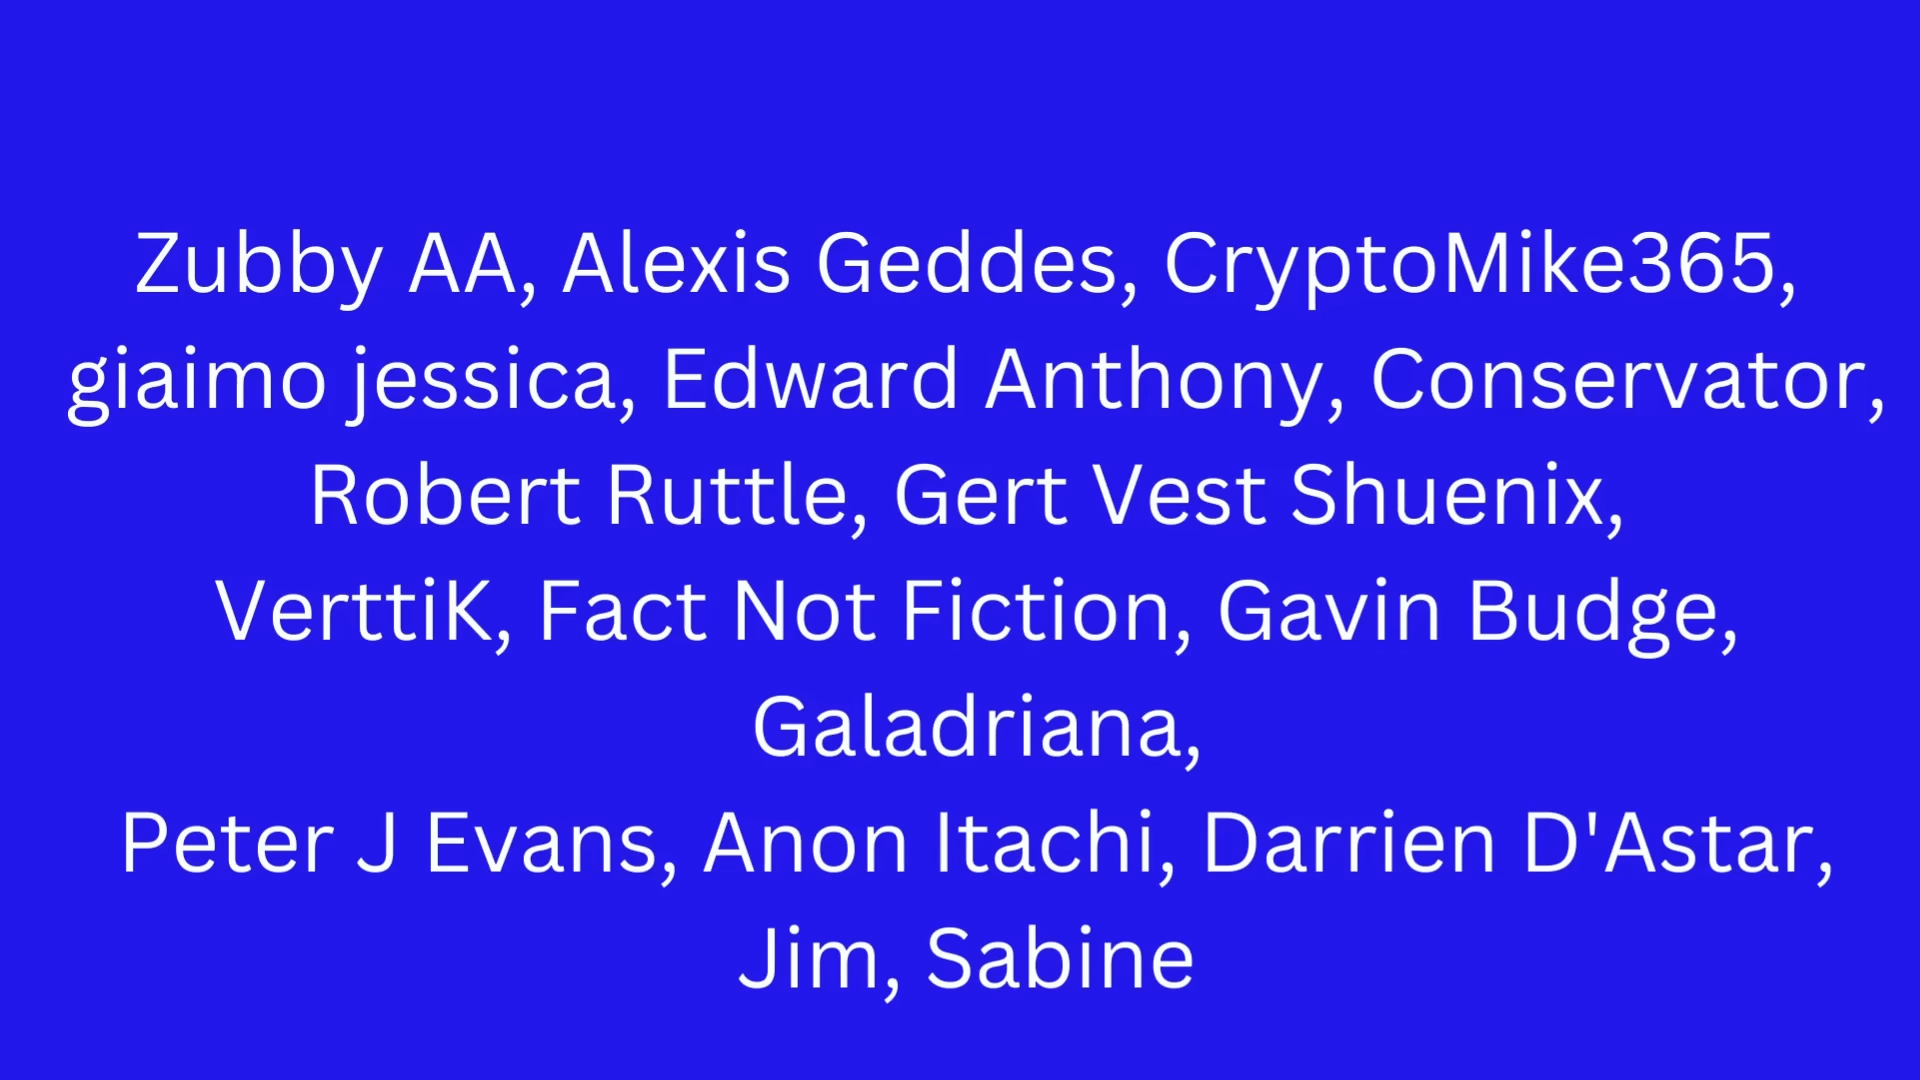 Zubby AA, Alexis Geddes, CryptoMike365,
giaimo jessica, Edward Anthony, Conservator,
Robert Ruttle, Gert Vest Shuenix,
VerttiK, Fact Not Fiction, Gavin Budge,
Galadriana,
Peter J Evans, Anon Itachi, Darrien D'Astar,
Jim, Sabine